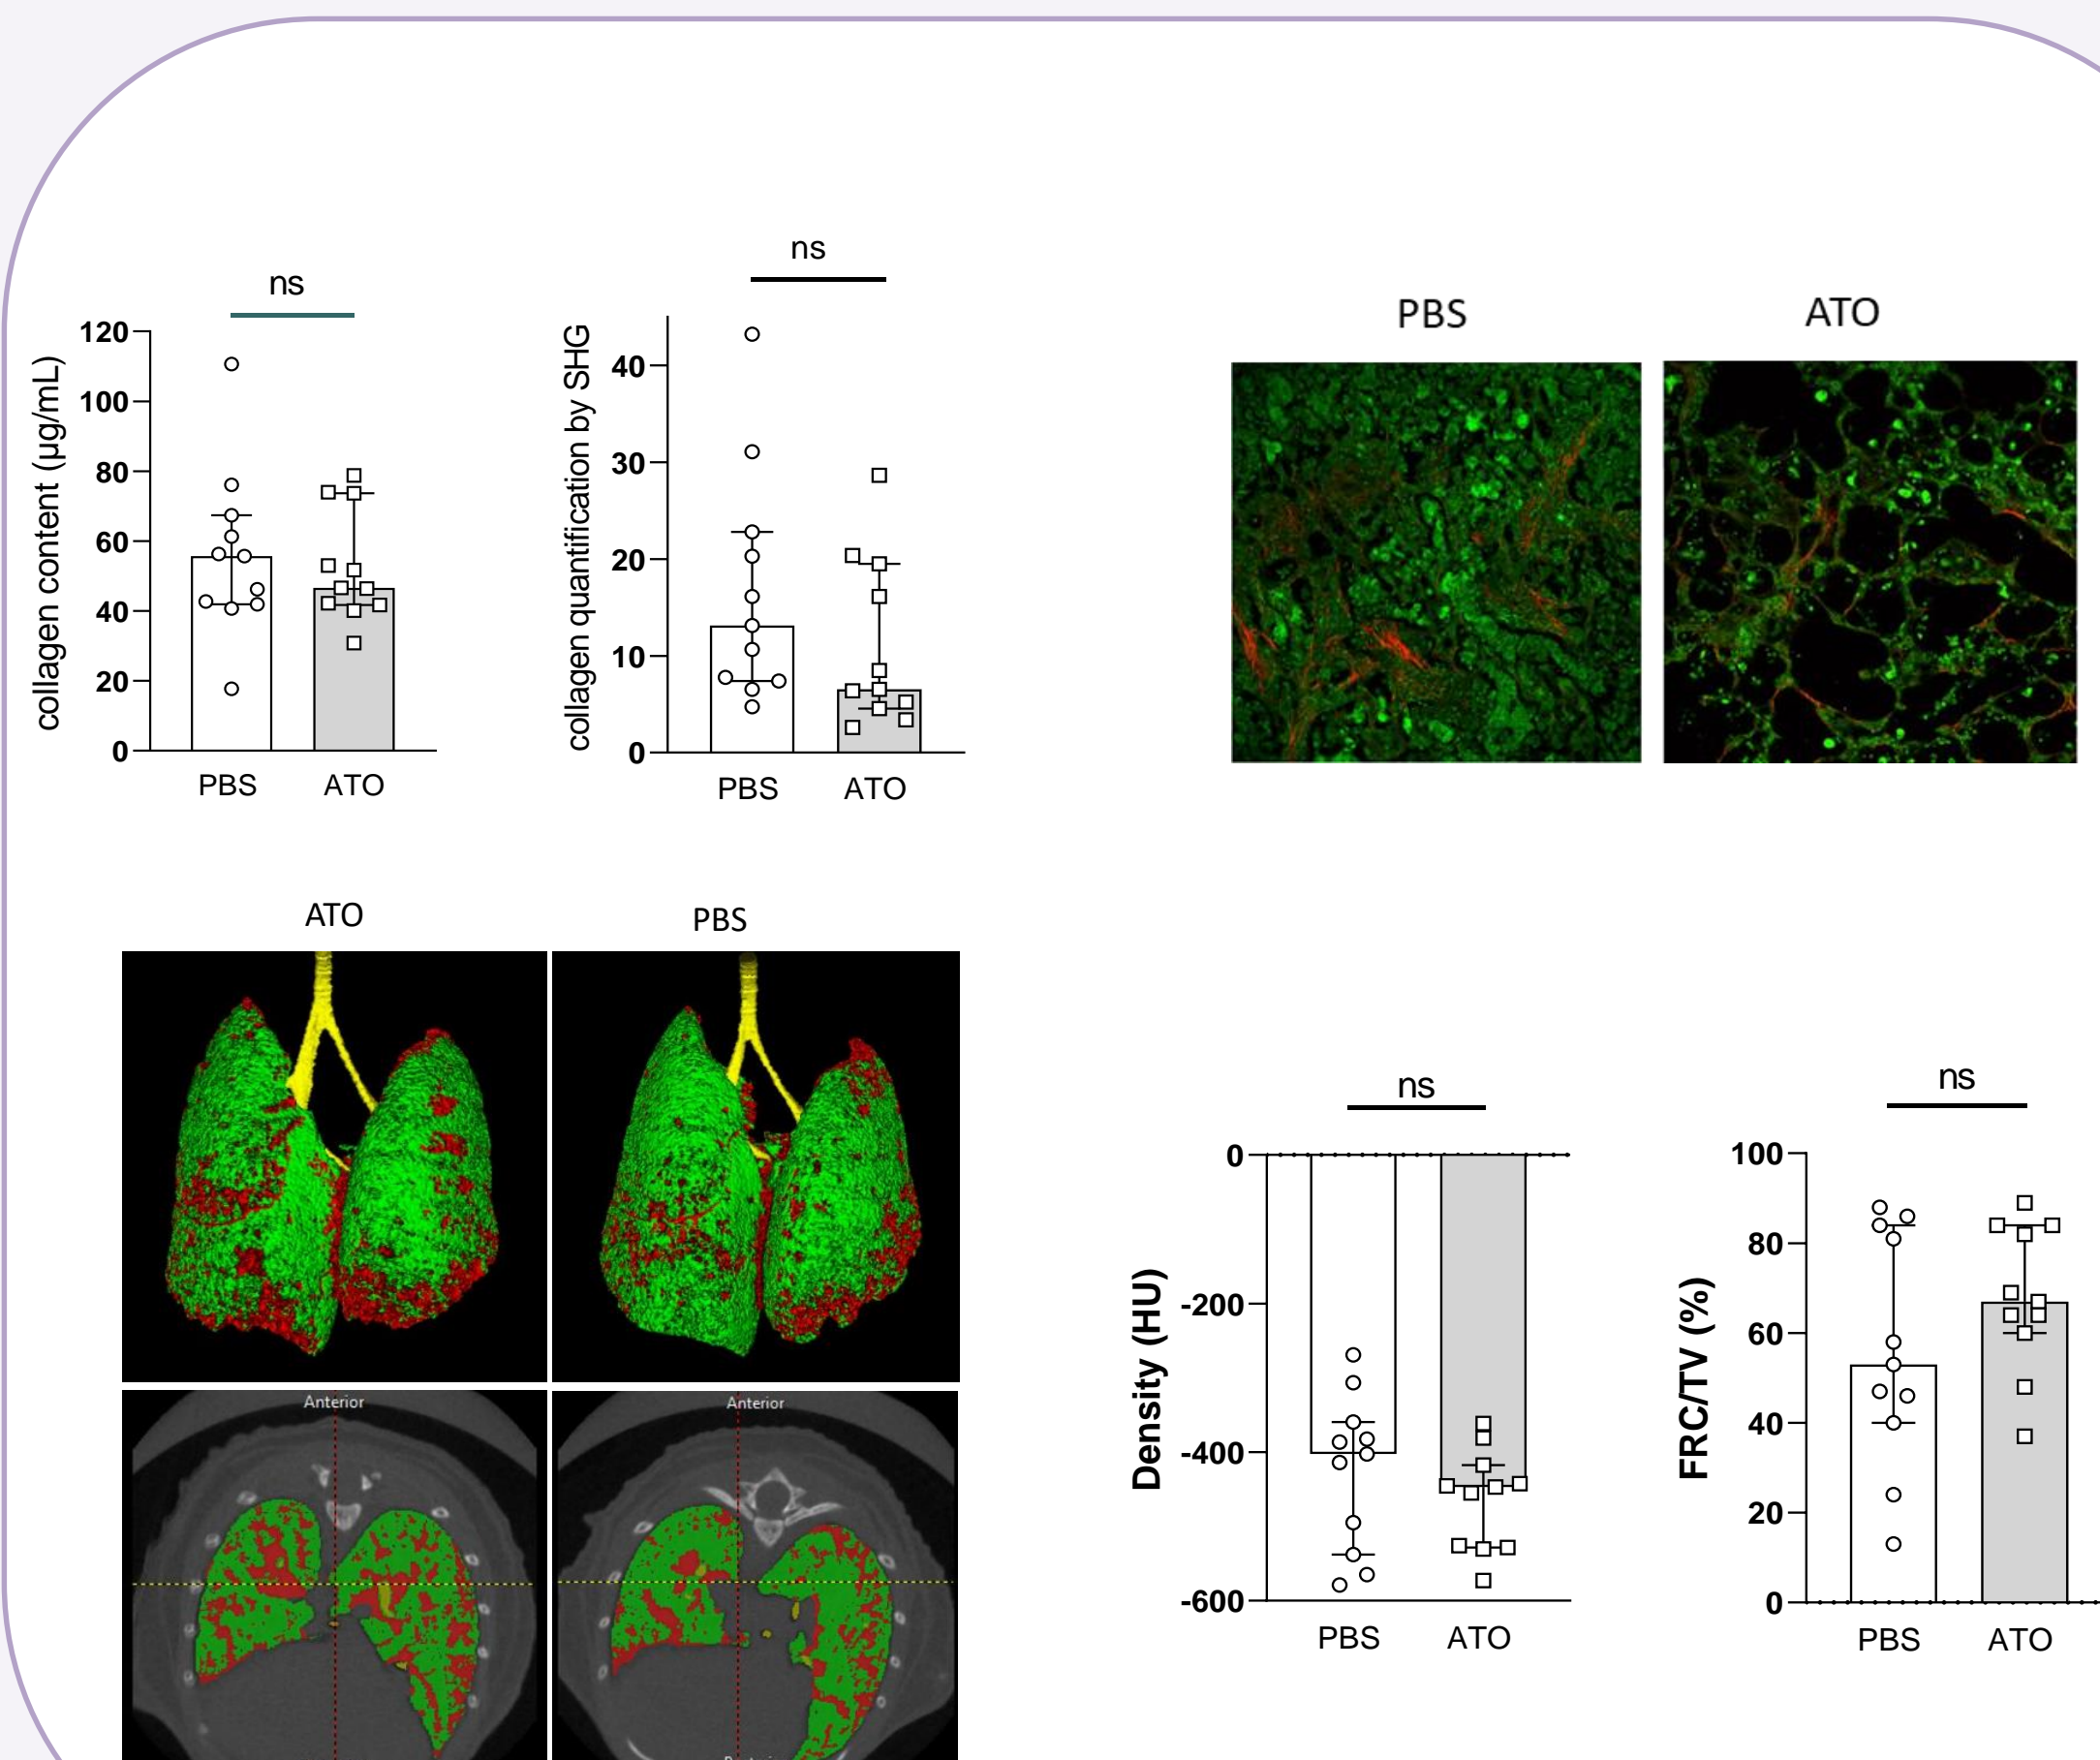 ns
120
100
80
60
40
20
0
collagen content (µg/mL)
PBS ATO
ns
40
30
20
10
0
collagen quantification by SHG
PBS ATO
PBS ATO
ATO PBS
Anterior
Anterior
ns
0
-200
-400
-600
Density (HU)
PBS ATO
ns
100
80
60
40
20
0
FRC/TV (%)
PBS ATO